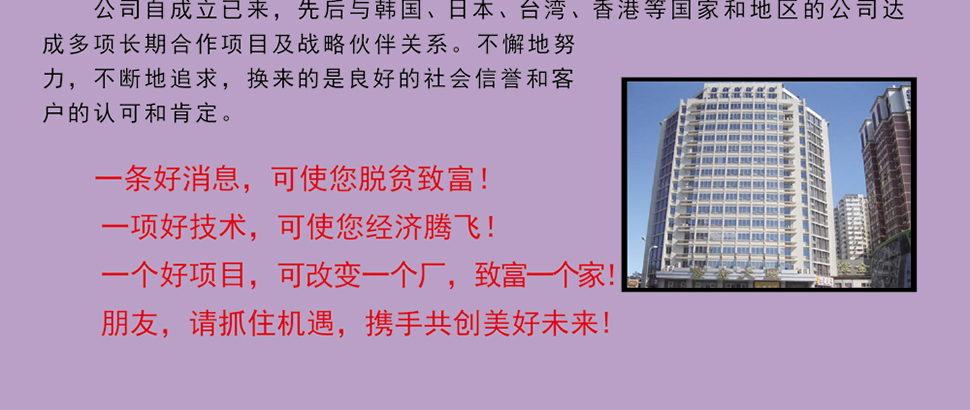 公司自成立已来，先后与韩国、日本、台湾、香港等国家和地区的公司达
成多项长期合作项目及战略伙伴关系。不懈地努
力，不断地追求，换来的是良好的社会信誉和客
户的认可和肯定。
一条好消息，可使您脱贫致富！
一项好技术，可使您经济腾飞！
一个好项目，可改变一个厂，致富一个家！
朋友，请抓住机遇，携手共创美好未来！